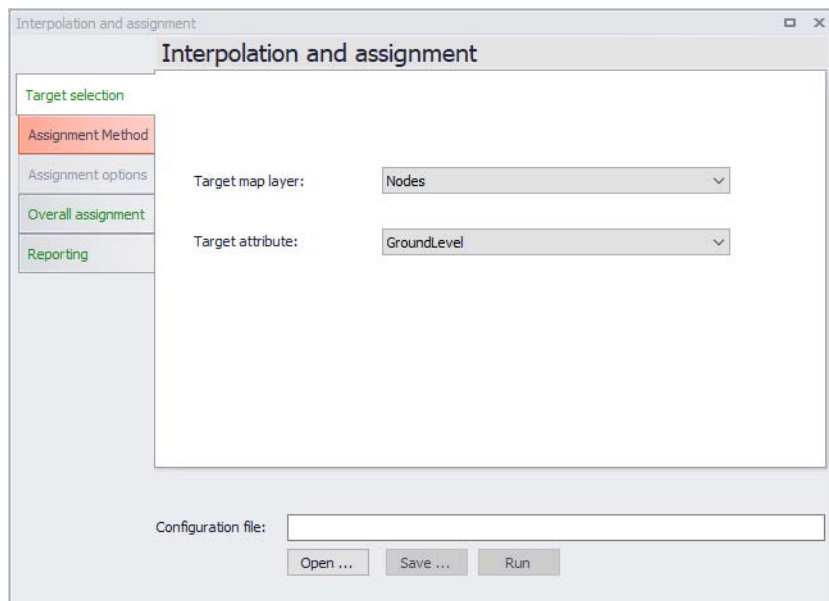 Interpolation and assignment
Interpolation and assignment
Target selection
Assignment Method
Assignment options
Overall assignment
Reporting
Target map layer: Nodes
Target attribute: GroundLevel
Configuration file:
Open ... Save ... Run